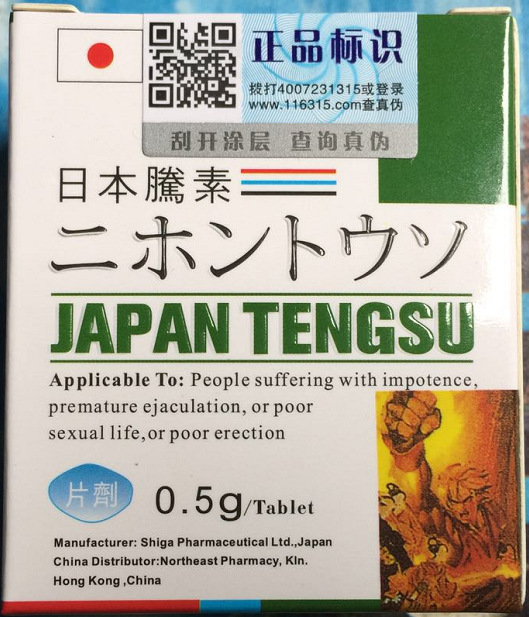 正品标识
拨打4007231315或登录
www.116315.com查真伪
刮开涂层 查询真伪
日本騰素
ニホントウソ
JAPAN TENGSU
Applicable To: People suffering with impotence,
premature ejaculation, or poor
sexual life,or poor erection
片劑
0.5g/Tablet
Manufacturer: Shiga Pharmaceutical Ltd.,Japan
China Distributor:Northeast Pharmacy, Kln.
Hong Kong ,China